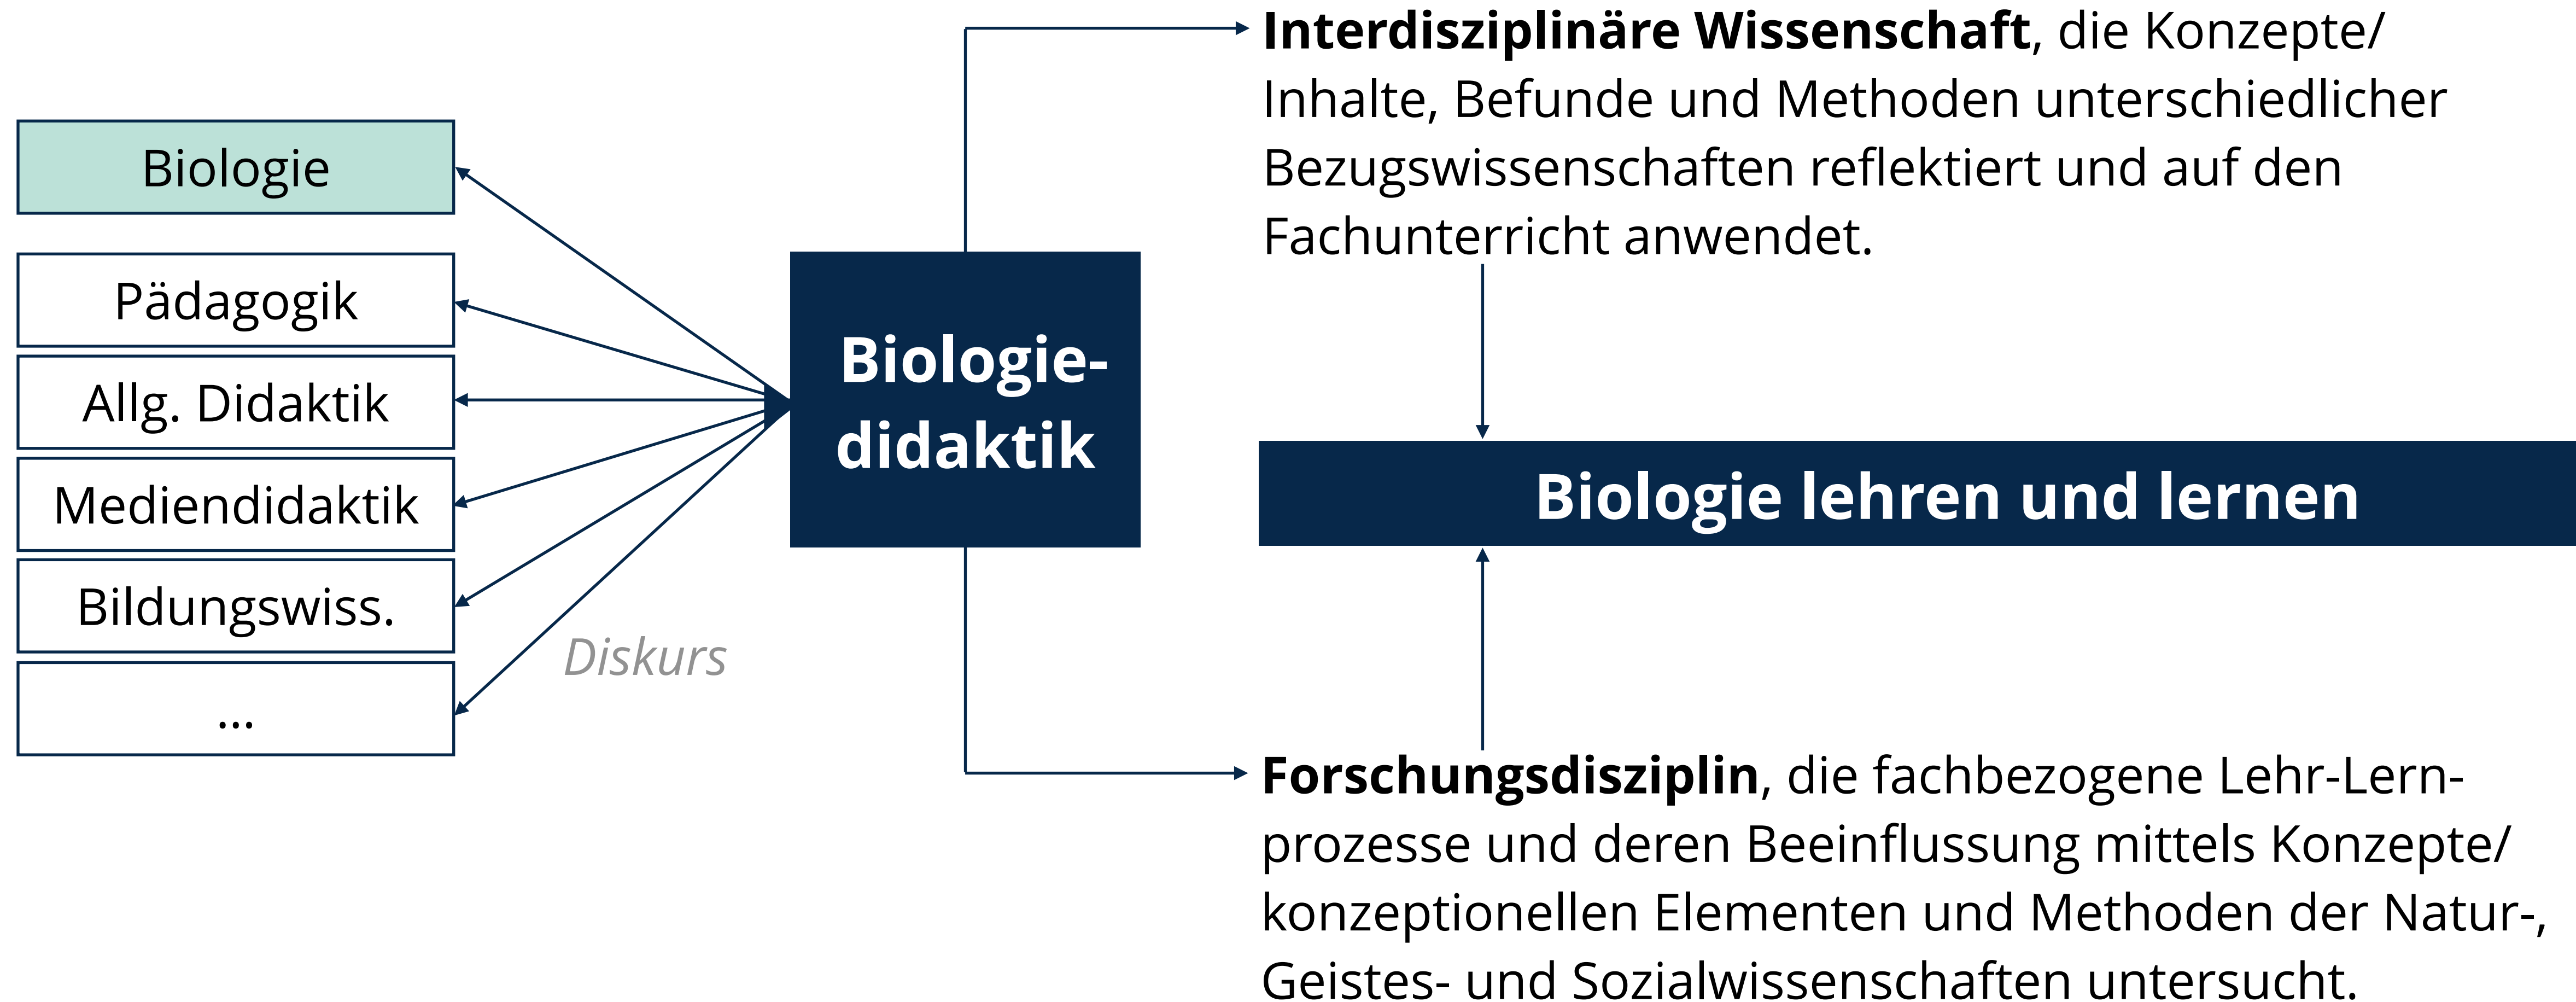 Biologie
Pädagogik
Allg. Didaktik
Mediendidaktik
Bildungswiss.
...
Diskurs
Biologie-
didaktik
Interdisziplinäre Wissenschaft, die Konzepte/
Inhalte, Befunde und Methoden unterschiedlicher
Bezugswissenschaften reflektiert und auf den
Fachunterricht anwendet.
Biologie lehren und lernen
Forschungsdisziplin, die fachbezogene Lehr-Lern-
prozesse und deren Beeinflussung mittels Konzepte/
konzeptionellen Elementen und Methoden der Natur-,
Geistes- und Sozialwissenschaften untersucht.